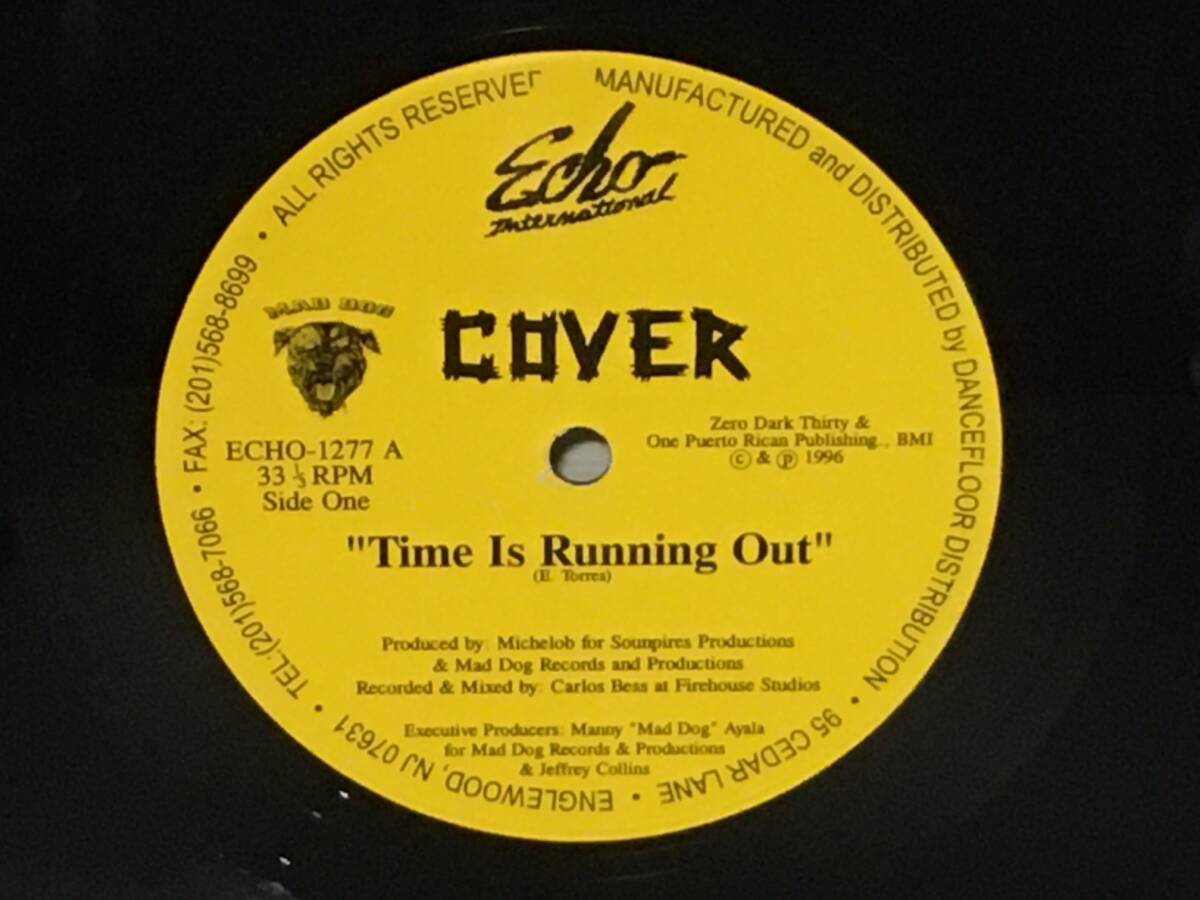 ALL RIGHTS RESERVED
MANUFACTURED and DISTRIBUTED by DANCEFLOOR DISTRIBUTION • 95 CEDAR LANE • ENGLEWOOD, NJ 07631 • TEL:(201)568-7066 • FAX: (201)568-8699 •
Echo
International
MAD DOG
COVER
ECHO-1277 A
33 ⅓ RPM
Side One
Zero Dark Thirty &
One Puerto Rican Publishing., BMI
© & ℗ 1996
"Time Is Running Out"
(E. Torres)
Produced by: Michelob for Sounpires Productions
& Mad Dog Records and Productions
Recorded & Mixed by: Carlos Bess at Firehouse Studios
Executive Producers: Manny "Mad Dog" Ayala
for Mad Dog Records & Productions
& Jeffrey Collins